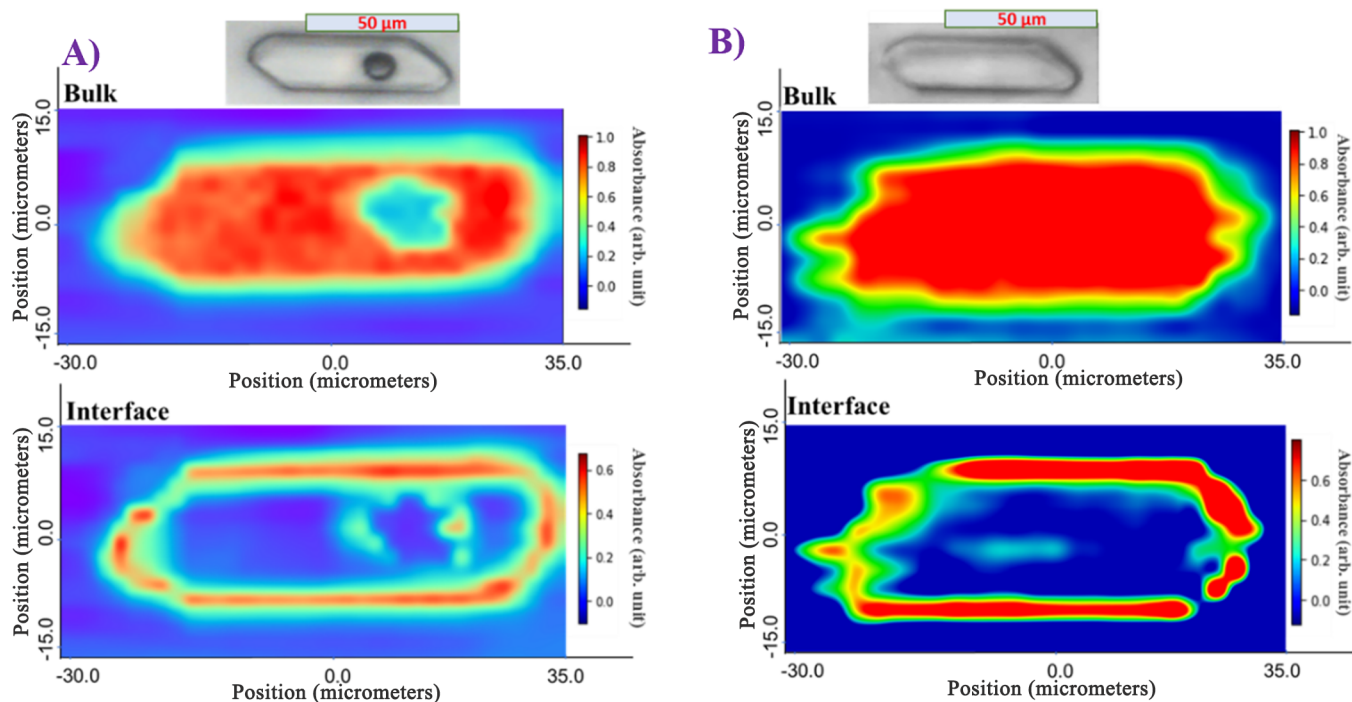 50 μm
A)
Bulk
15.0
0.0
-15.0
Position (micrometers)
-30.0
0.0
35.0
Position (micrometers)
1.0
0.8
0.6
0.4
0.2
0.0
Absorbance (arb. unit)
Interface
15.0
0.0
-15.0
Position (micrometers)
-30.0
0.0
35.0
Position (micrometers)
0.6
0.4
0.2
0.0
Absorbance (arb. unit)
50 μm
B)
Bulk
15.0
0.0
-15.0
Position (micrometers)
-30.0
0.0
35.0
Position (micrometers)
1.0
0.8
0.6
0.4
0.2
0.0
Absorbance (arb. unit)
Interface
15.0
0.0
-15.0
Position (micrometers)
-30.0
0.0
35.0
Position (micrometers)
0.6
0.4
0.2
0.0
Absorbance (arb. unit)